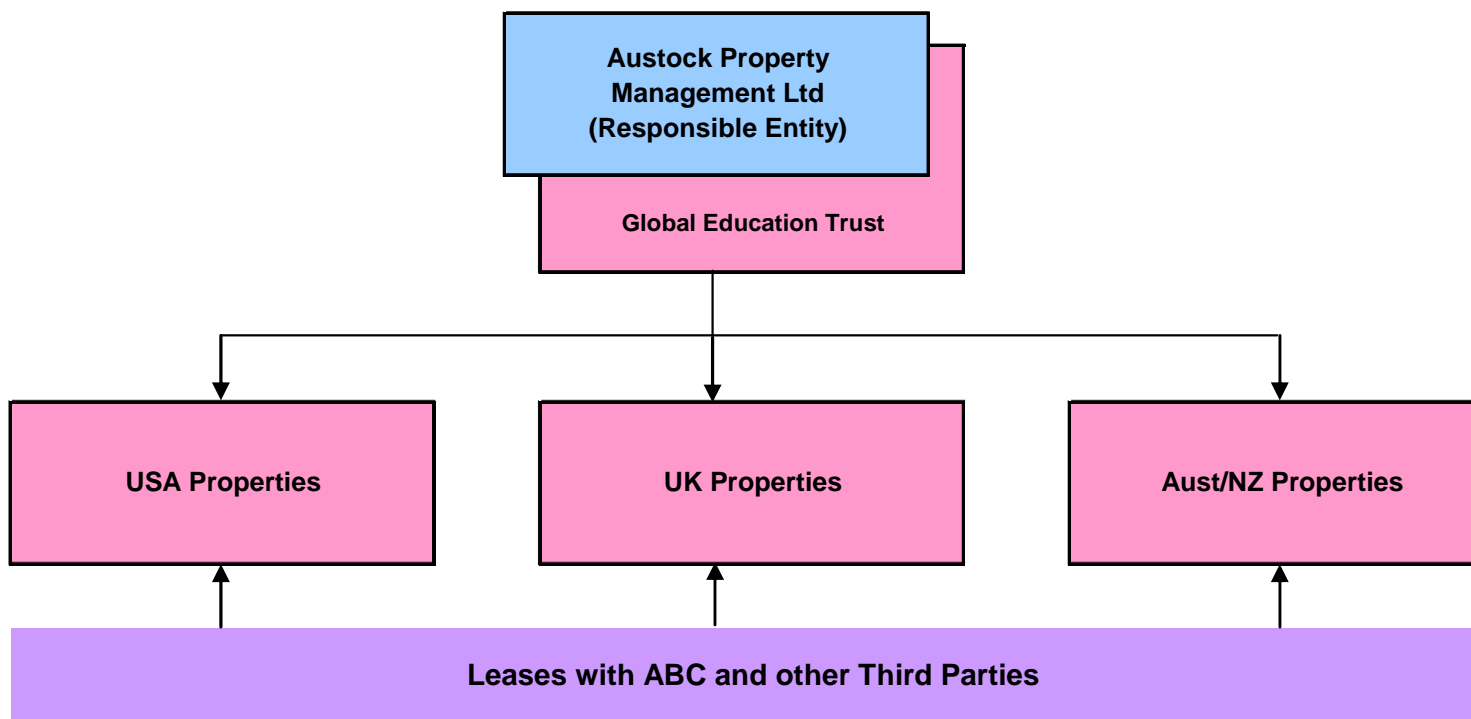 Austock Property
Management Ltd
(Responsible Entity)
Global Education Trust
USA Properties
UK Properties
Aust/NZ Properties
Leases with ABC and other Third Parties